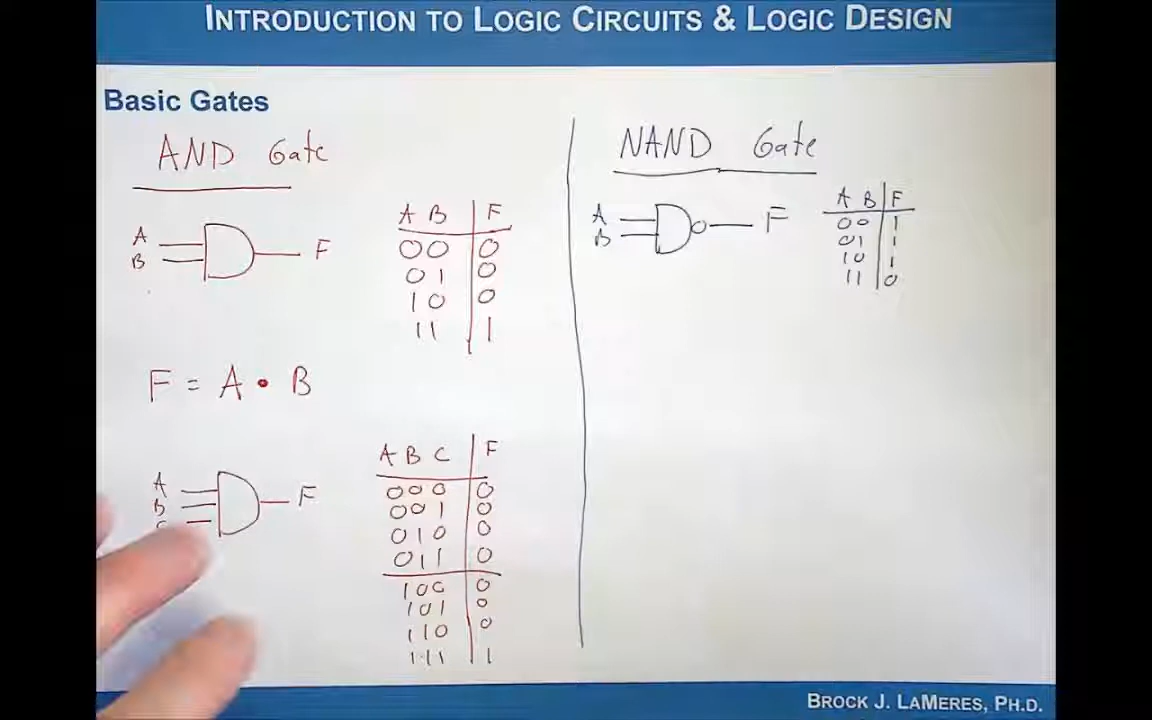 INTRODUCTION TO LOGIC CIRCUITS & LOGIC DESIGN
Basic Gates
AND Gate
A
B
F
A B F
0 0 0
0 1 0
1 0 0
1 1 1
F = A • B
A
B
C
F
A B C F
0 0 0 0
0 0 1 0
0 1 0 0
0 1 1 0
1 0 0 0
1 0 1 0
1 1 0 0
1 1 1 1
NAND Gate
A
B
F
A B F
0 0 1
0 1 1
1 0 1
1 1 0
BROCK J. LAMERES, PH.D.